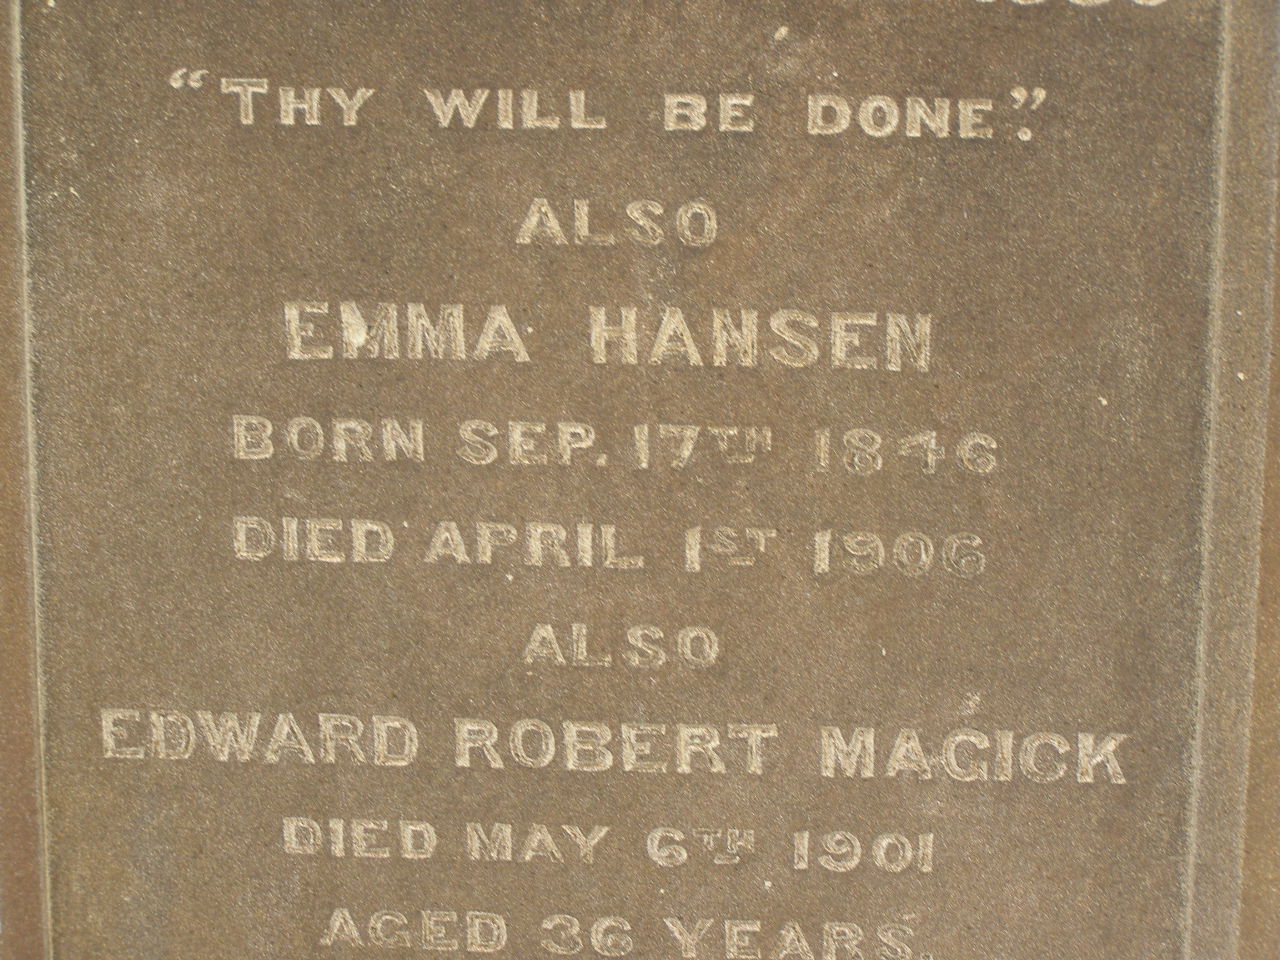 “THY WILL BE DONE.”
ALSO
EMMA HANSEN
BORN SEP. 17TH 1846
DIED APRIL 1ST 1906
ALSO
EDWARD ROBERT MAGICK
DIED MAY 6TH 1901
AGED 36 YEARS.